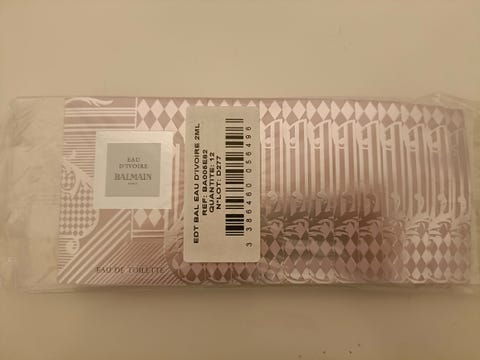 EAU
D'IVOIRE
BALMAIN
PARIS
EAU DE TOILETTE
EDT BAL EAU D'IVOIRE 2ML
REF: BA005E82
QUANTITE: 12
N°LOT: D277
3 386460 056496